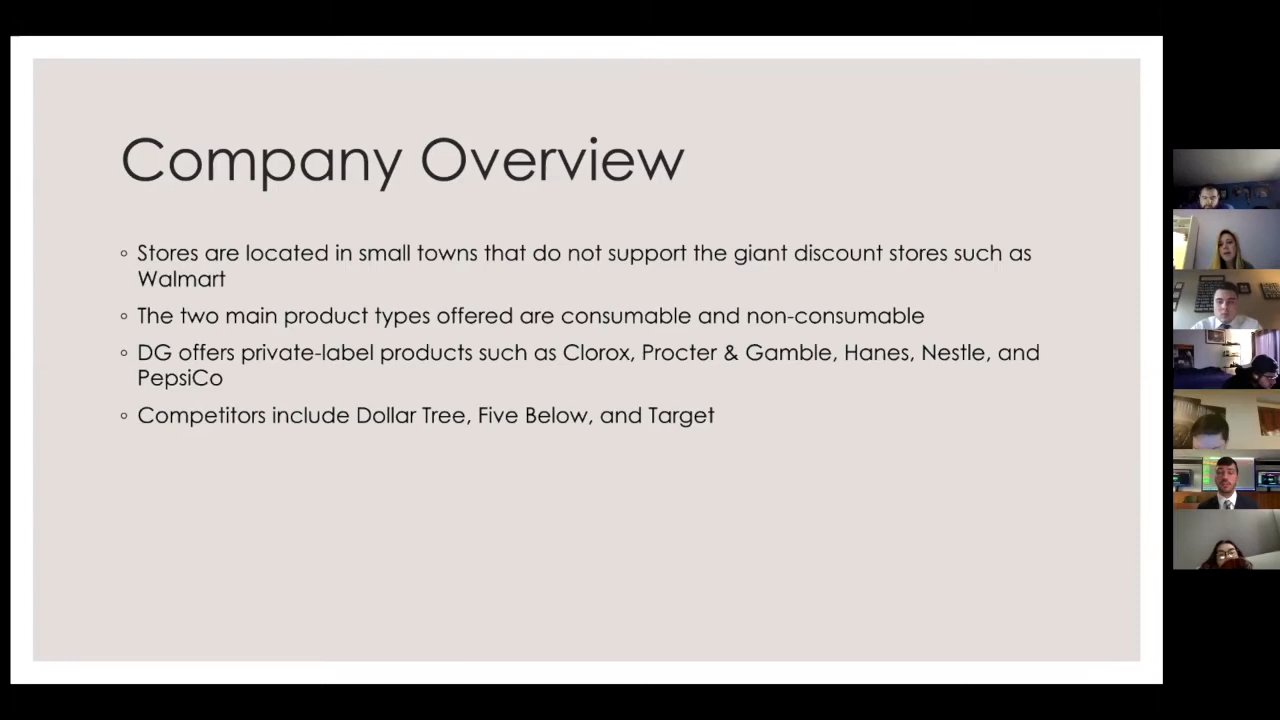 Company Overview
◦ Stores are located in small towns that do not support the giant discount stores such as
Walmart
◦ The two main product types offered are consumable and non-consumable
◦ DG offers private-label products such as Clorox, Procter & Gamble, Hanes, Nestle, and
PepsiCo
◦ Competitors include Dollar Tree, Five Below, and Target